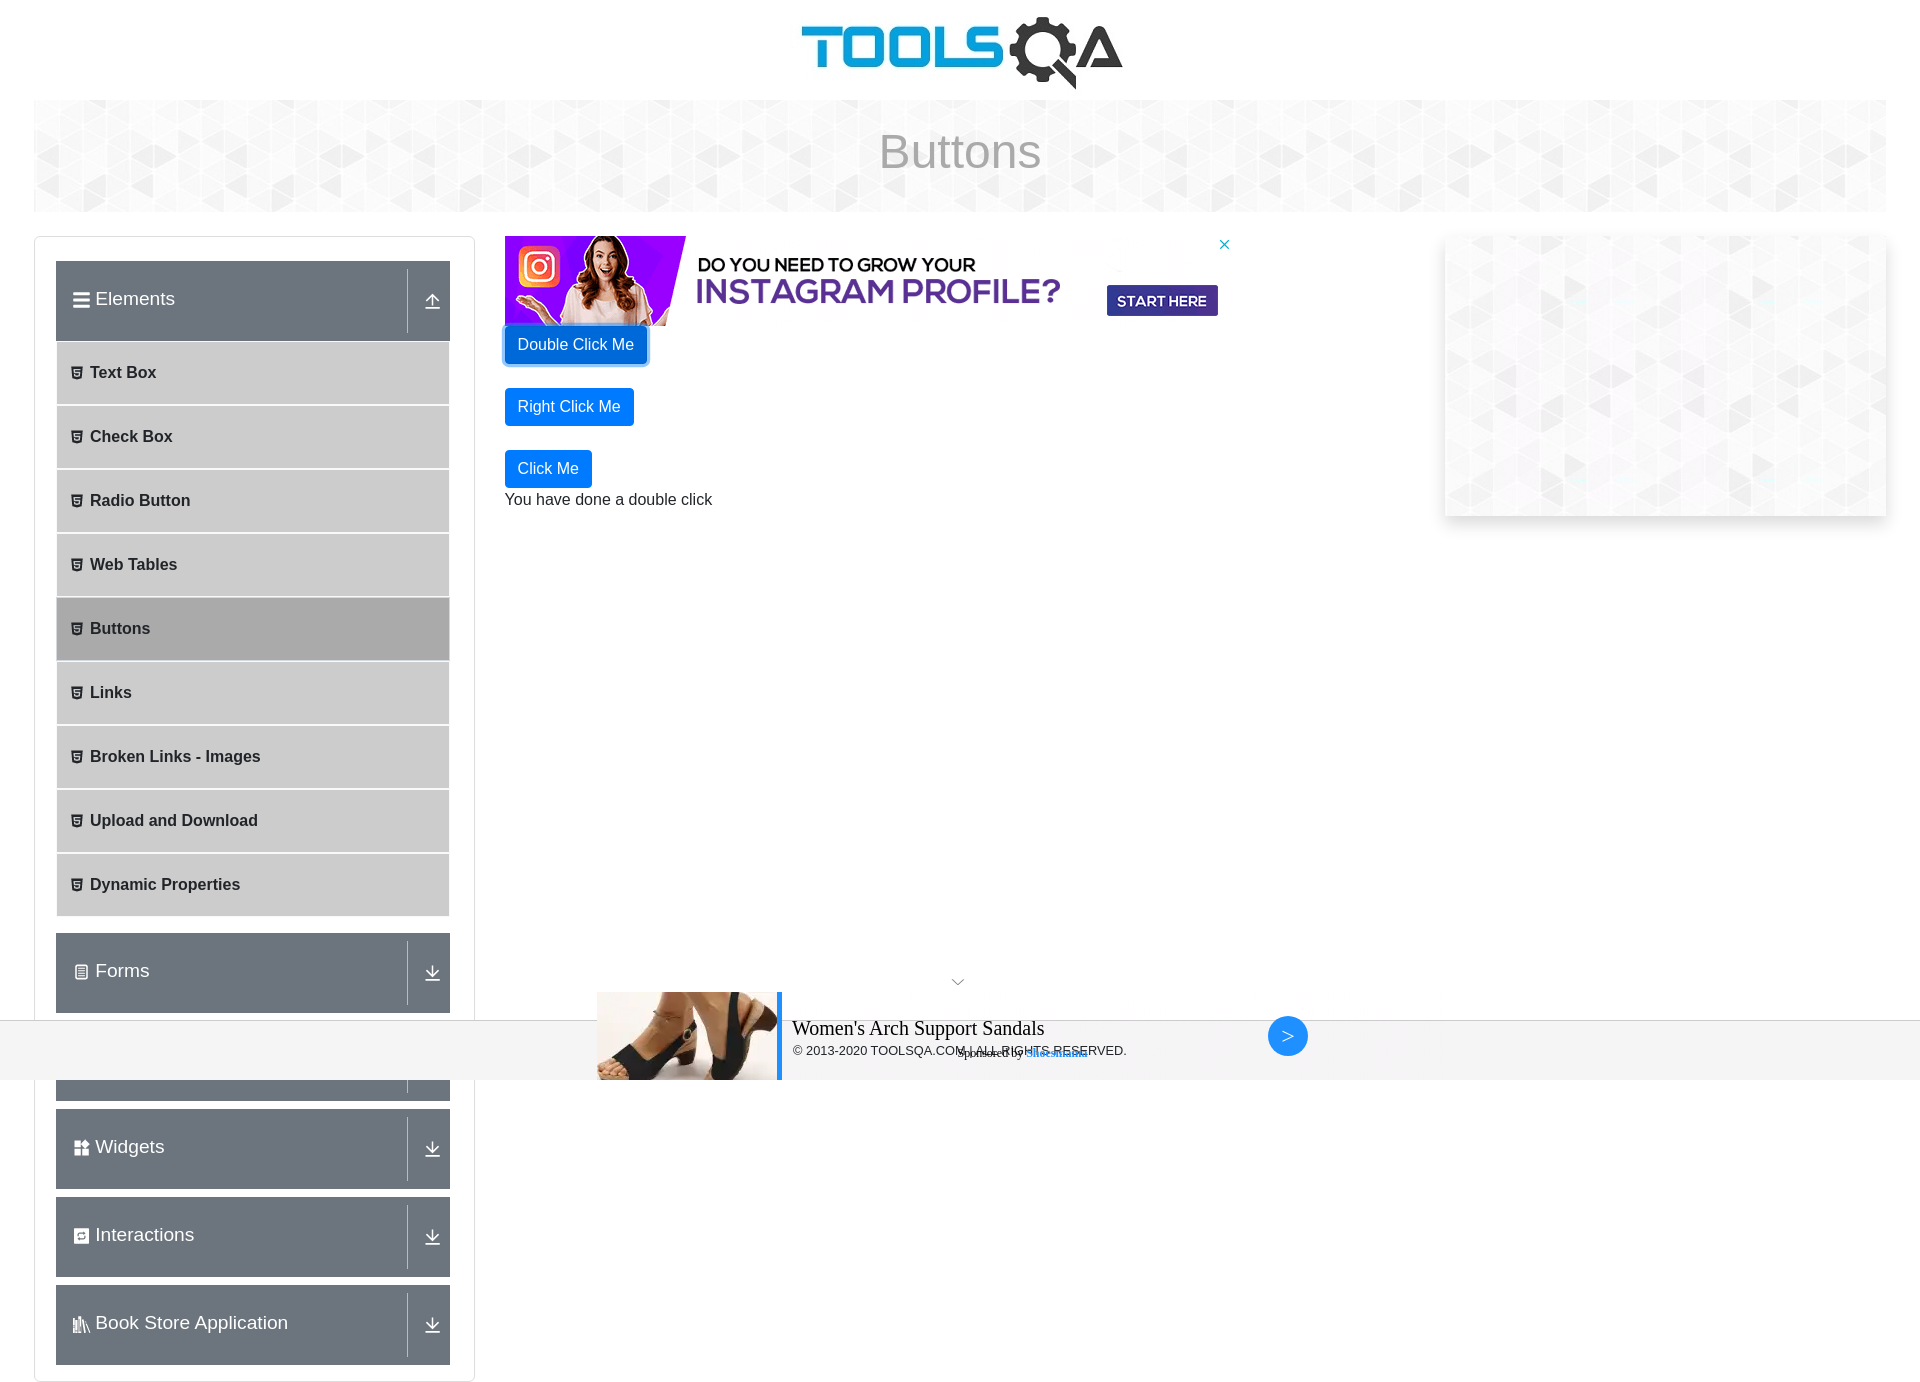 TOOLSQA
Buttons
Elements
Text Box
Check Box
Radio Button
Web Tables
Buttons
Links
Broken Links - Images
Upload and Download
Dynamic Properties
Forms
Widgets
Interactions
Book Store Application
DO YOU NEED TO GROW YOUR
INSTAGRAM PROFILE?
START HERE
Double Click Me
Right Click Me
Click Me
You have done a double click
Women's Arch Support Sandals
© 2013-2020 TOOLSQA.COM | ALL RIGHTS RESERVED.
Sponsored by Shoesmama
>